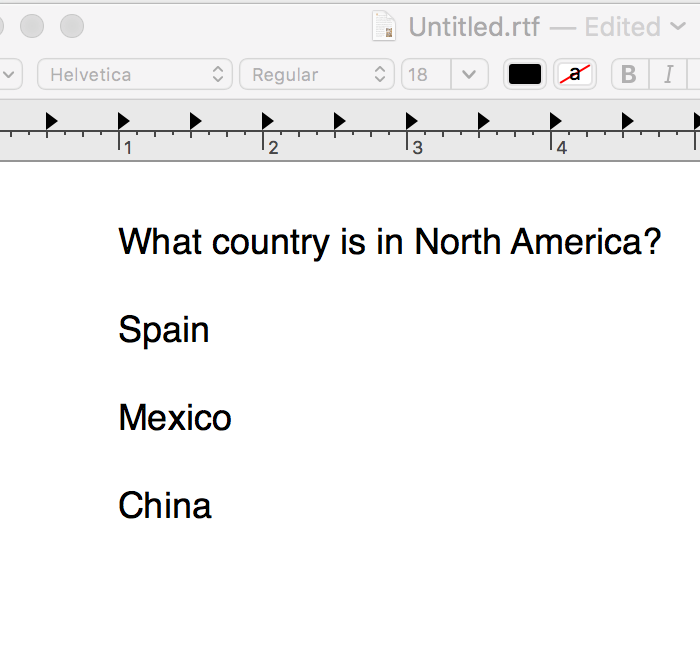 Untitled.rtf — Edited
Helvetica Regular 18 a B I
1 2 3 4
What country is in North America?
Spain
Mexico
China